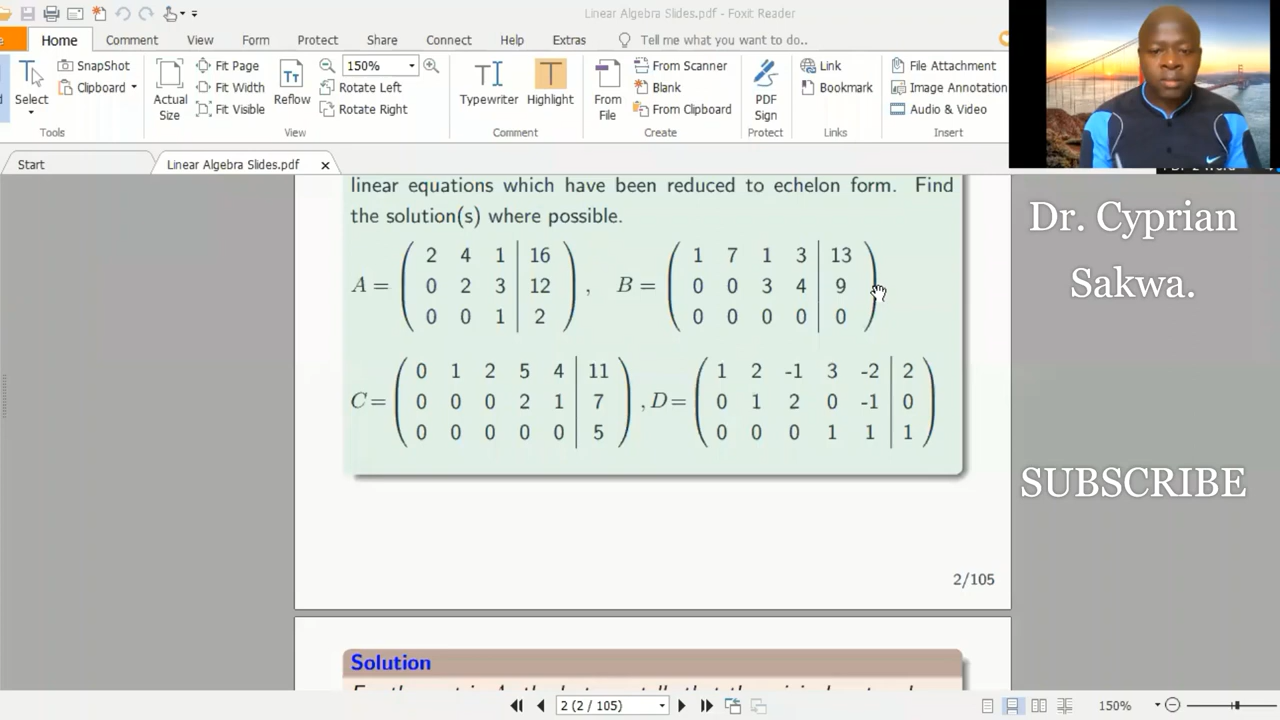 Linear Algebra Slides.pdf - Foxit Reader
Home Comment View Form Protect Share Connect Help Extras Tell me what you want to do..
SnapShot Fit Page 150% From Scanner Link File Attachment
Select Clipboard Actual Size Fit Width Reflow Rotate Left Typewriter Highlight From File Blank PDF Sign Bookmark Image Annotation
Fit Visible Rotate Right From Clipboard Audio & Video
Tools View Comment Create Protect Links Insert
Start Linear Algebra Slides.pdf
linear equations which have been reduced to echelon form. Find
the solution(s) where possible.
2 4 1 16 1 7 1 3 13
A = 0 2 3 12 , B = 0 0 3 4 9
0 0 1 2 0 0 0 0 0
0 1 2 5 4 11 1 2 -1 3 -2 2
C = 0 0 0 2 1 7 , D = 0 1 2 0 -1 0
0 0 0 0 0 5 0 0 0 1 1 1
2/105
Solution
2 (2 / 105) 150%
Dr. Cyprian
Sakwa.
SUBSCRIBE